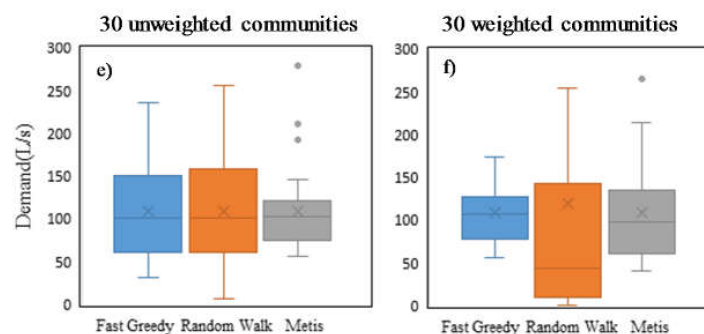 30 unweighted communities
30 weighted communities
e)
f)
Demand(L/s)
300
250
200
150
100
50
0
300
250
200
150
100
50
0
Fast Greedy Random Walk Metis
Fast Greedy Random Walk Metis